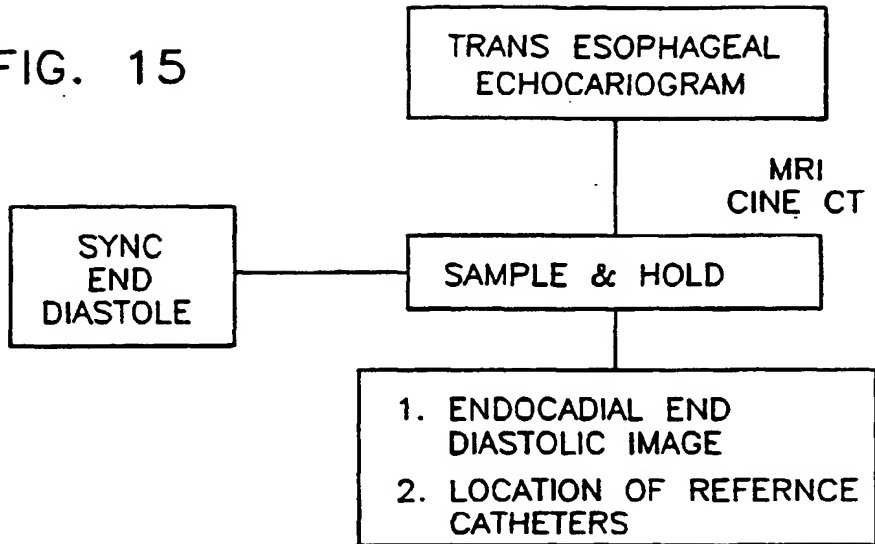 FIG. 15
TRANS ESOPHAGEAL
ECHOCARIOGRAM
MRI
CINE CT
SYNC
END
DIASTOLE
SAMPLE & HOLD
1. ENDOCADIAL END
DIASTOLIC IMAGE
2. LOCATION OF REFERNCE
CATHETERS